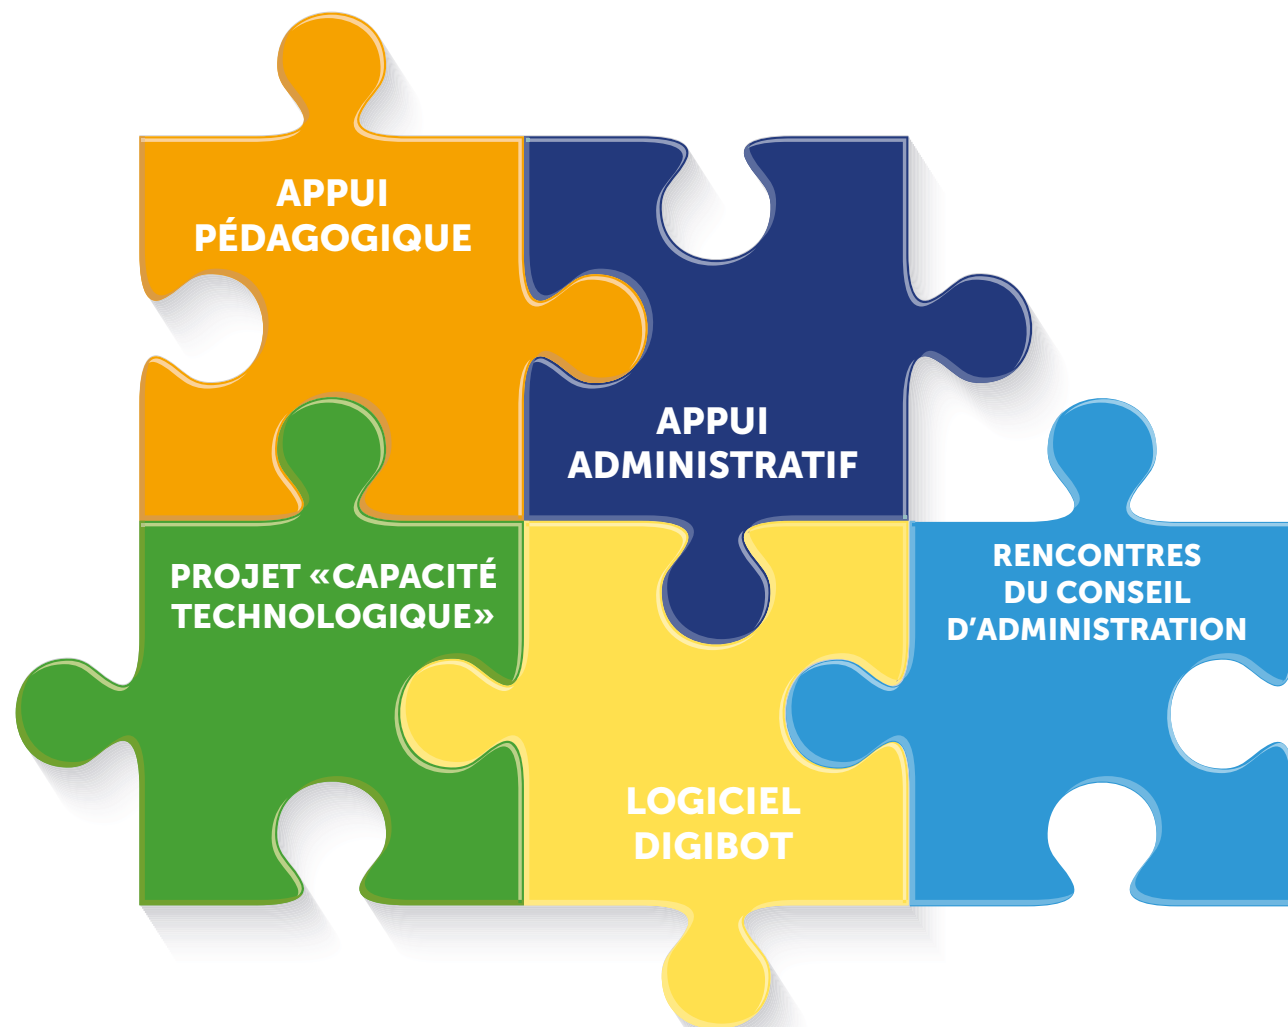 APPUI
PÉDAGOGIQUE
APPUI
ADMINISTRATIF
PROJET «CAPACITÉ
TECHNOLOGIQUE»
RENCONTRES
DU CONSEIL
D’ADMINISTRATION
LOGICIEL
DIGIBOT